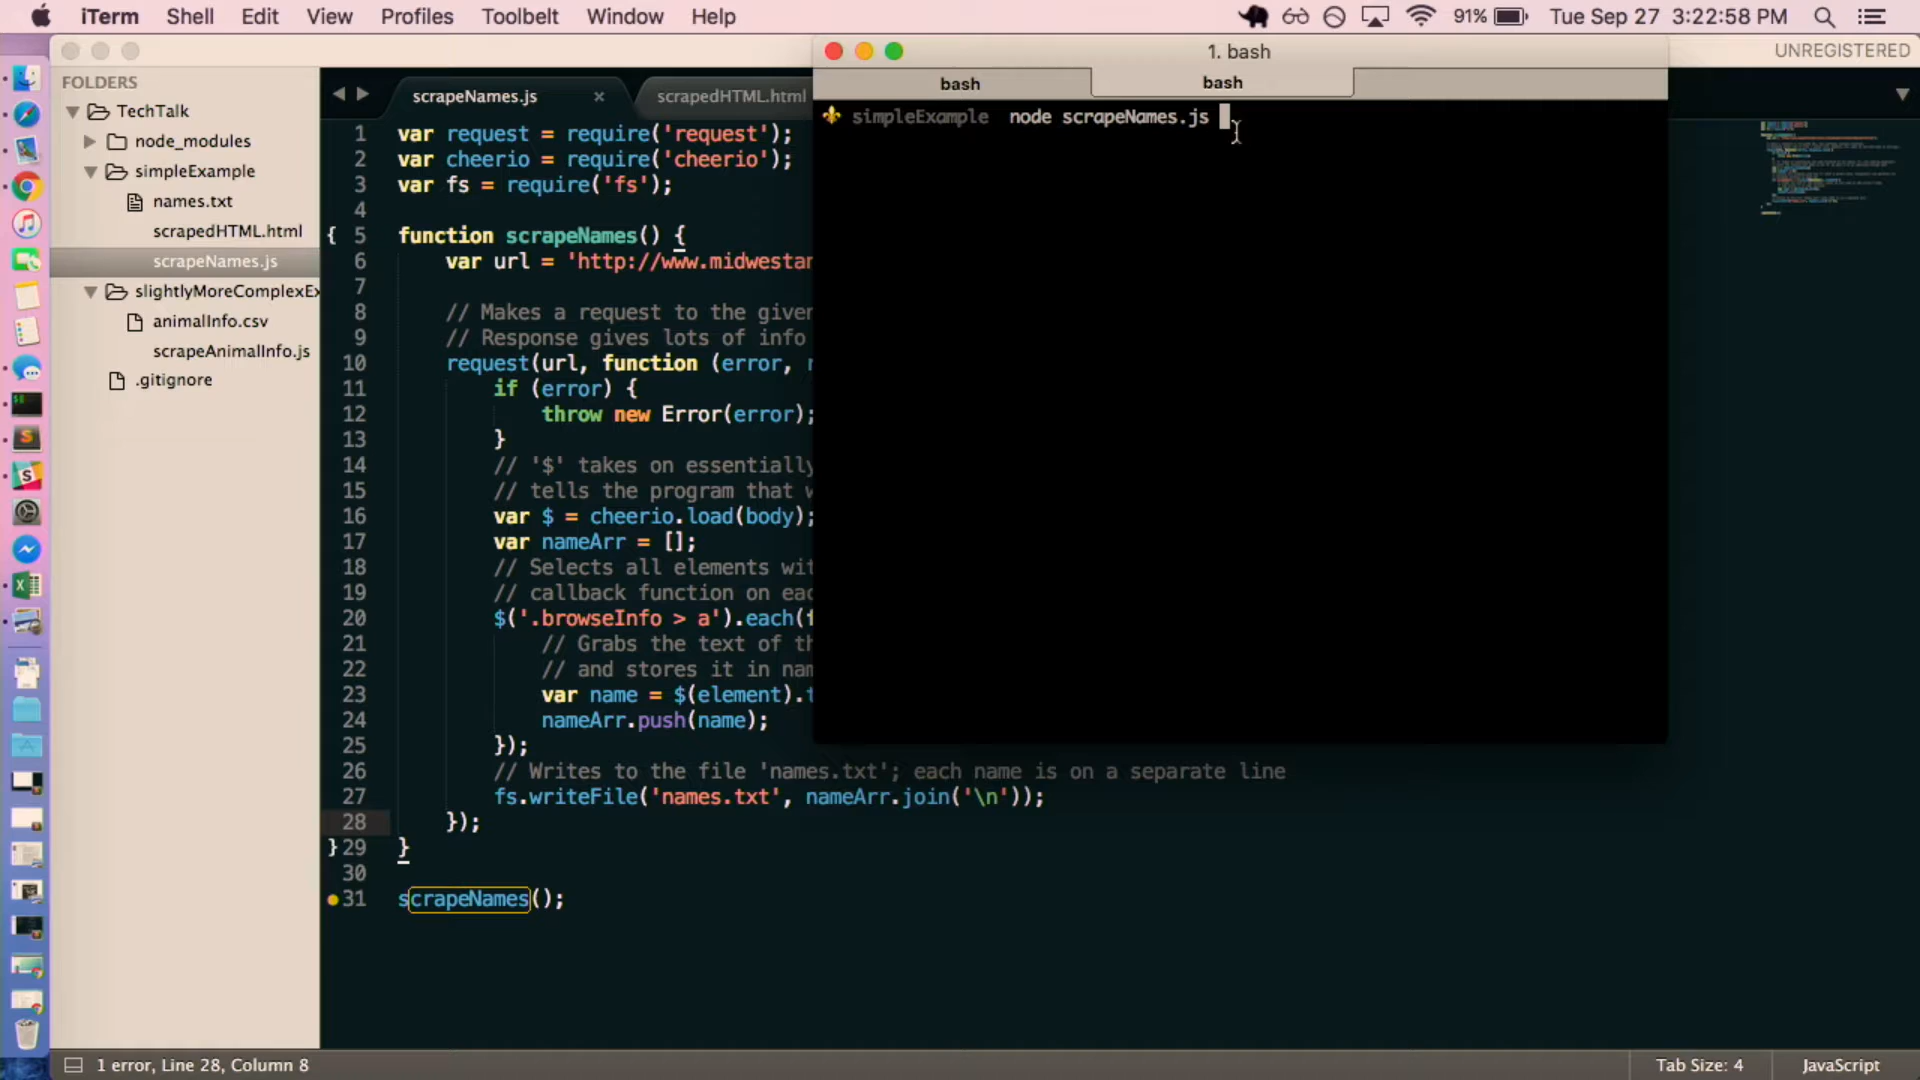 iTerm Shell Edit View Profiles Toolbelt Window Help 91% Tue Sep 27 3:22:58 PM
UNREGISTERED
1. bash
bash bash
simpleExample node scrapeNames.js
FOLDERS
TechTalk
node_modules
simpleExample
names.txt
scrapedHTML.html
scrapeNames.js
slightlyMoreComplexEx
animalInfo.csv
scrapeAnimalInfo.js
.gitignore
scrapeNames.js × scrapedHTML.html
1 var request = require('request');
2 var cheerio = require('cheerio');
3 var fs = require('fs');
4
{ 5 function scrapeNames() {
6 var url = 'http://www.midwestar
7
8 // Makes a request to the given
9 // Response gives lots of info
10 request(url, function (error, r
11 if (error) {
12 throw new Error(error);
13 }
14 // '$' takes on essentially
15 // tells the program that w
16 var $ = cheerio.load(body);
17 var nameArr = [];
18 // Selects all elements wit
19 // callback function on eac
20 $('.browseInfo > a').each(f
21 // Grabs the text of th
22 // and stores it in nam
23 var name = $(element).t
24 nameArr.push(name);
25 });
26 // Writes to the file 'names.txt'; each name is on a separate line
27 fs.writeFile('names.txt', nameArr.join('\n'));
28 });
} 29 }
30
31 scrapeNames();
1 error, Line 28, Column 8 Tab Size: 4 JavaScript